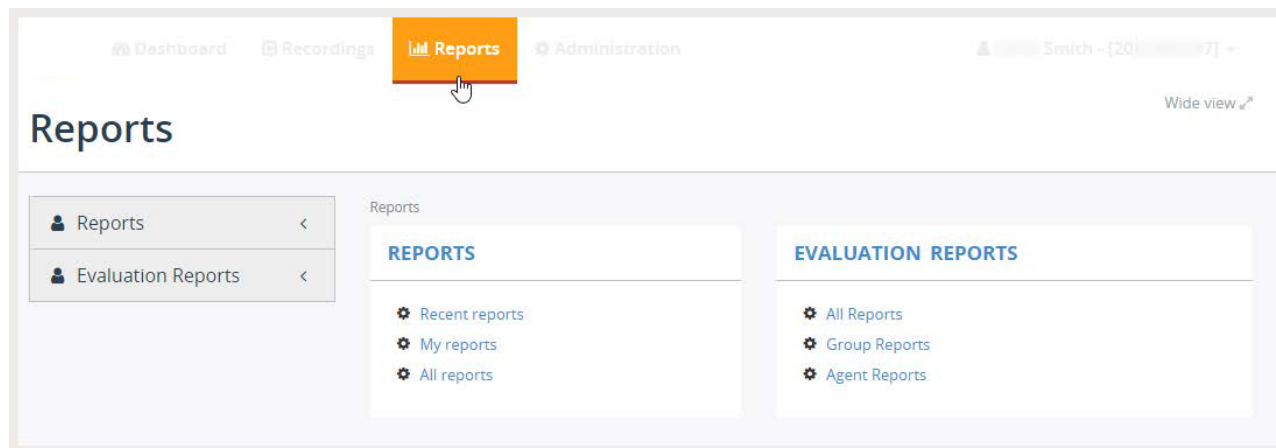 Dashboard Recordings Reports Administration Smith - [20 7]
Wide view
Reports
Reports
Evaluation Reports
Reports
REPORTS
Recent reports
My reports
All reports
EVALUATION REPORTS
All Reports
Group Reports
Agent Reports